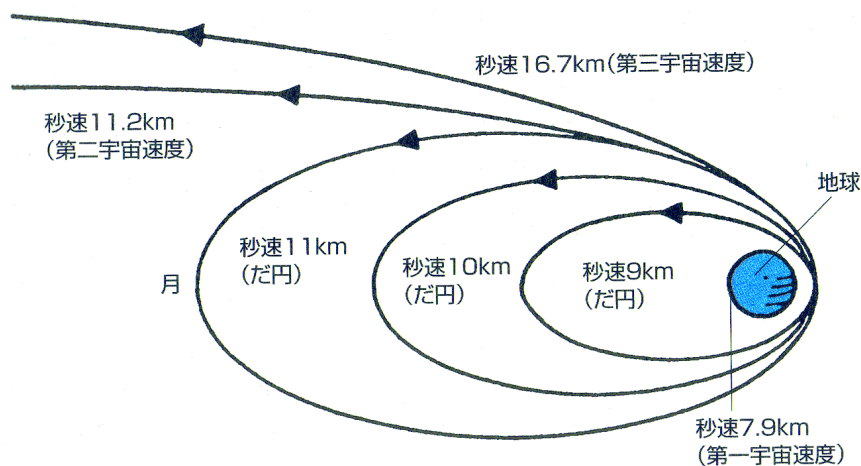 秒速16.7km(第三宇宙速度)
秒速11.2km
(第二宇宙速度)
地球
秒速11km
(だ円)
秒速10km
(だ円)
秒速9km
(だ円)
月
秒速7.9km
(第一宇宙速度)